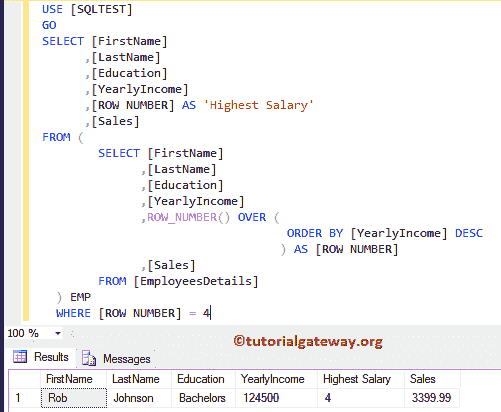 USE [SQLTEST]
GO
SELECT [FirstName]
,[LastName]
,[Education]
,[YearlyIncome]
,[ROW NUMBER] AS 'Highest Salary'
,[Sales]
FROM (
SELECT [FirstName]
,[LastName]
,[Education]
,[YearlyIncome]
,ROW_NUMBER() OVER (
ORDER BY [YearlyIncome] DESC
) AS [ROW NUMBER]
,[Sales]
FROM [EmployeesDetails]
) EMP
WHERE [ROW NUMBER] = 4
©tutorialgateway.org
100 %
Results Messages
FirstName LastName Education YearlyIncome Highest Salary Sales
1 Rob Johnson Bachelors 124500 4 3399.99